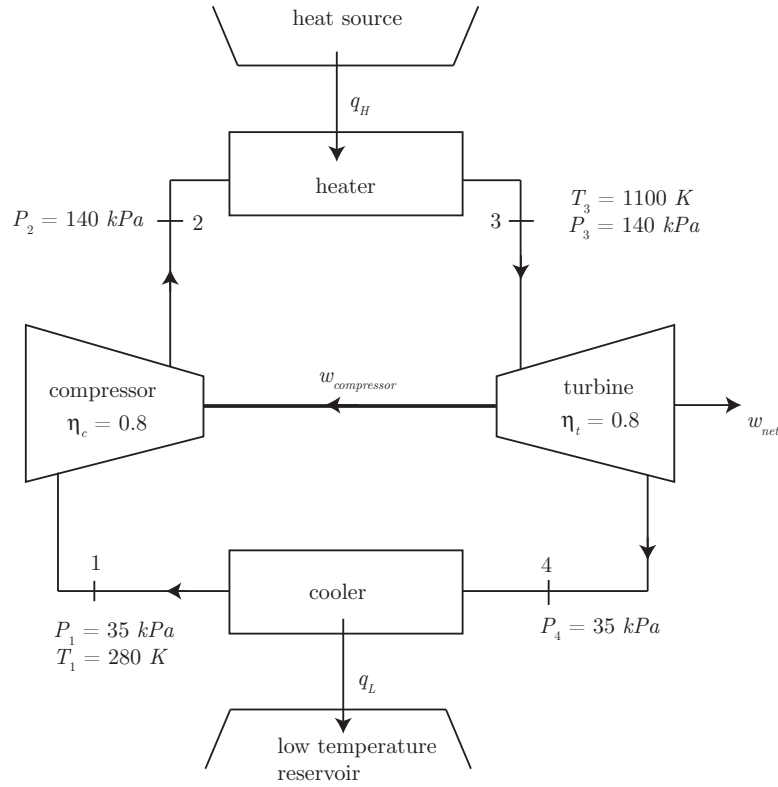 heat source
q_H
heater
T_3 = 1100 K
P_3 = 140 kPa
P_2 = 140 kPa
2
3
compressor
η_c = 0.8
w_compressor
turbine
η_t = 0.8
w_net
1
4
cooler
P_1 = 35 kPa
T_1 = 280 K
P_4 = 35 kPa
q_L
low temperature
reservoir